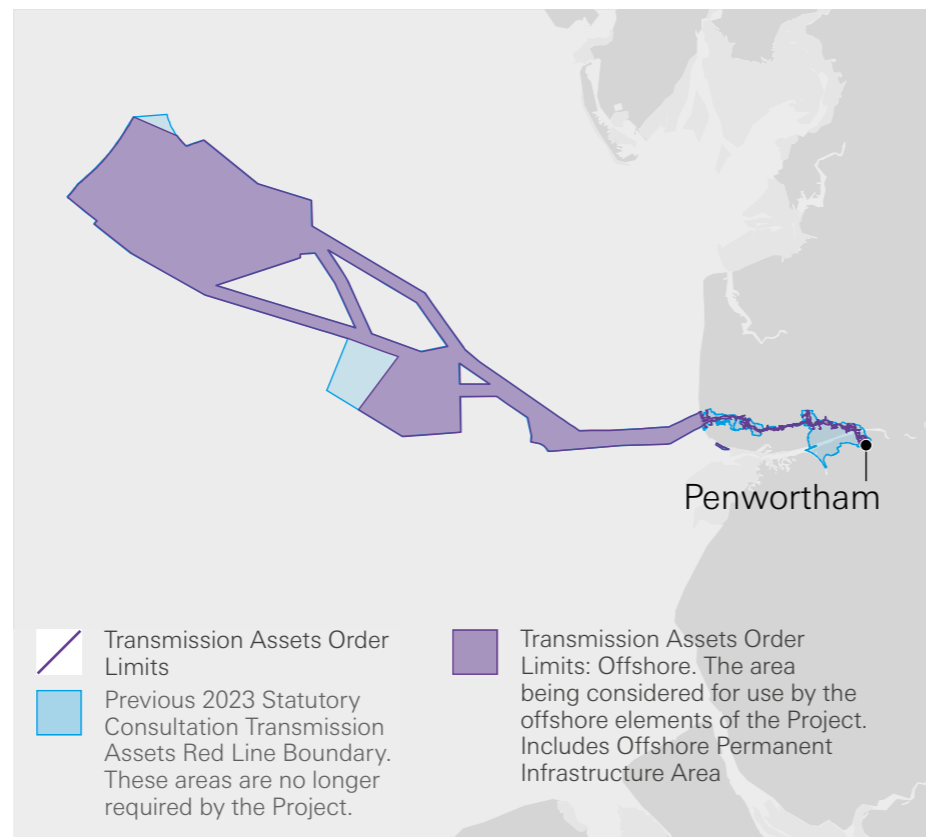 Penwortham
Transmission Assets Order
Limits
Previous 2023 Statutory
Consultation Transmission
Assets Red Line Boundary.
These areas are no longer
required by the Project.
Transmission Assets Order
Limits: Offshore. The area
being considered for use by the
offshore elements of the Project.
Includes Offshore Permanent
Infrastructure Area